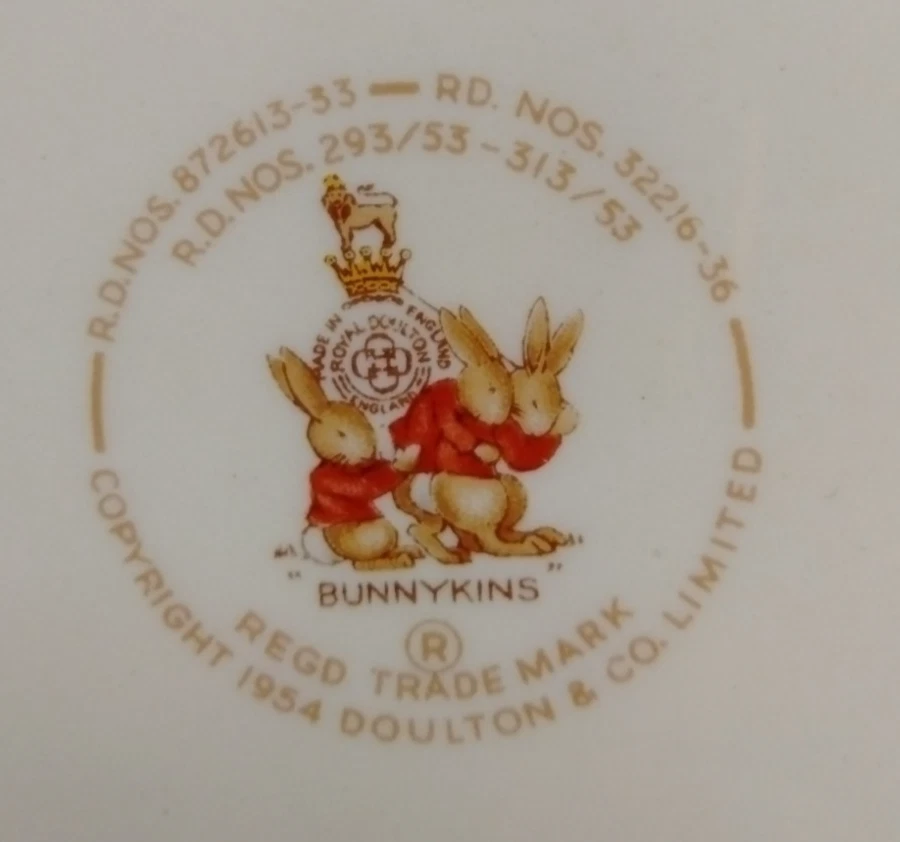 R.D. NOS. 872613-33 — RD. NOS. 32216-36
R.D. NOS. 293/53 - 313/53
MADE IN ENGLAND
ROYAL DOULTON
ENGLAND
"BUNNYKINS"
®
REGD TRADE MARK
COPYRIGHT 1954 DOULTON & CO. LIMITED